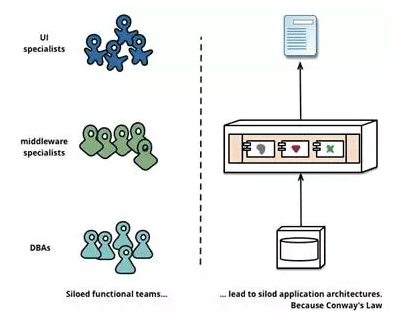 UI
specialists
middleware
specialists
DBAs
Siloed functional teams...
... lead to silod application architectures.
Because Conway's Law